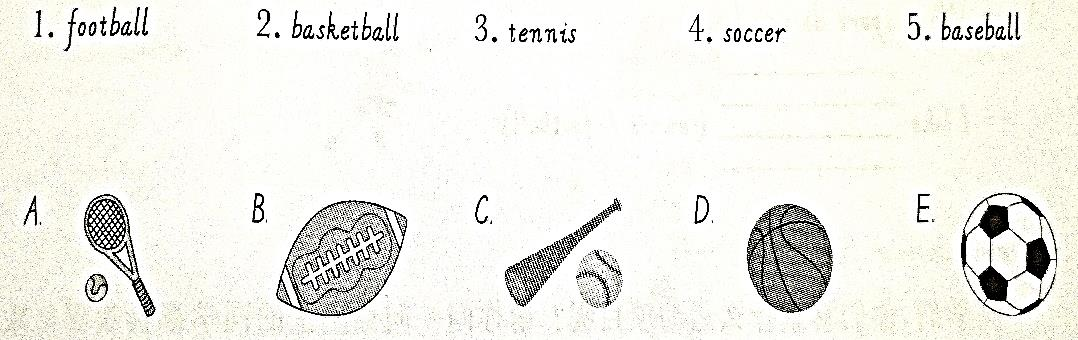 1. football 2. basketball 3. tennis 4. soccer 5. baseball
A. B. C. D. E.